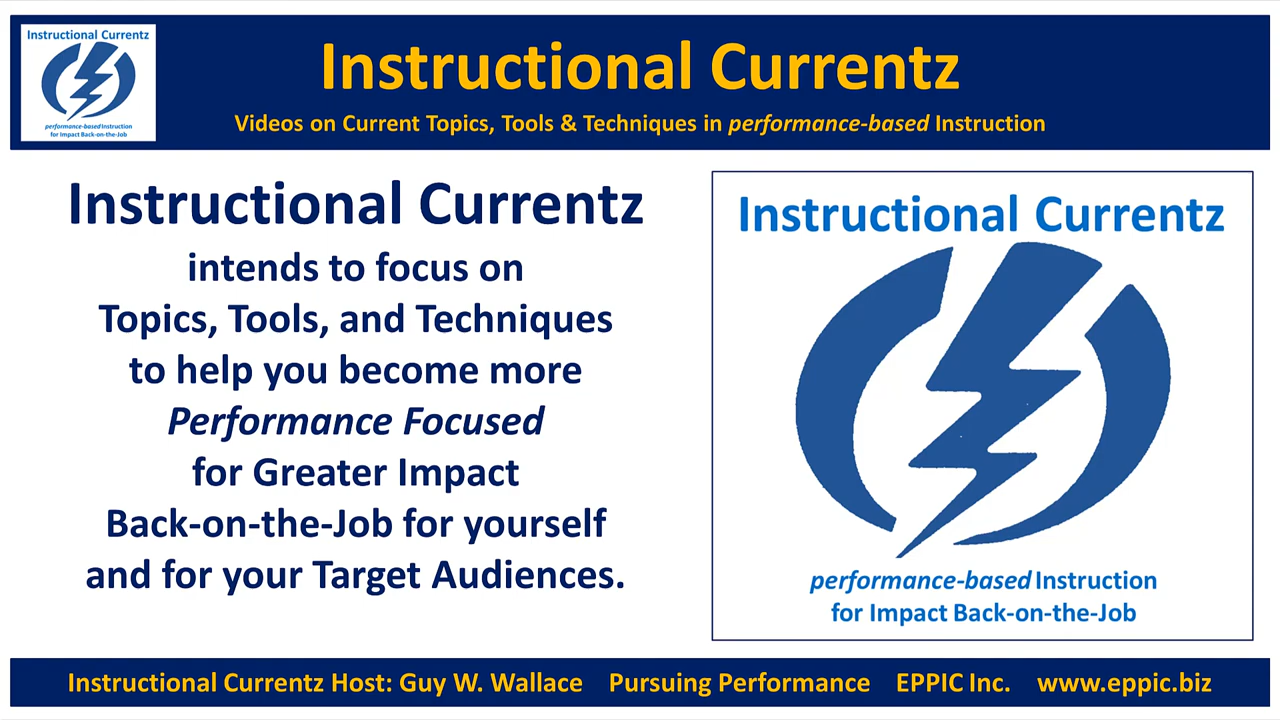 Instructional Currentz
performance-based Instruction
for Impact Back-on-the-Job
Instructional Currentz
Videos on Current Topics, Tools & Techniques in performance-based Instruction
Instructional Currentz
intends to focus on
Topics, Tools, and Techniques
to help you become more
Performance Focused
for Greater Impact
Back-on-the-Job for yourself
and for your Target Audiences.
Instructional Currentz
performance-based Instruction
for Impact Back-on-the-Job
Instructional Currentz Host: Guy W. Wallace Pursuing Performance EPPIC Inc. www.eppic.biz